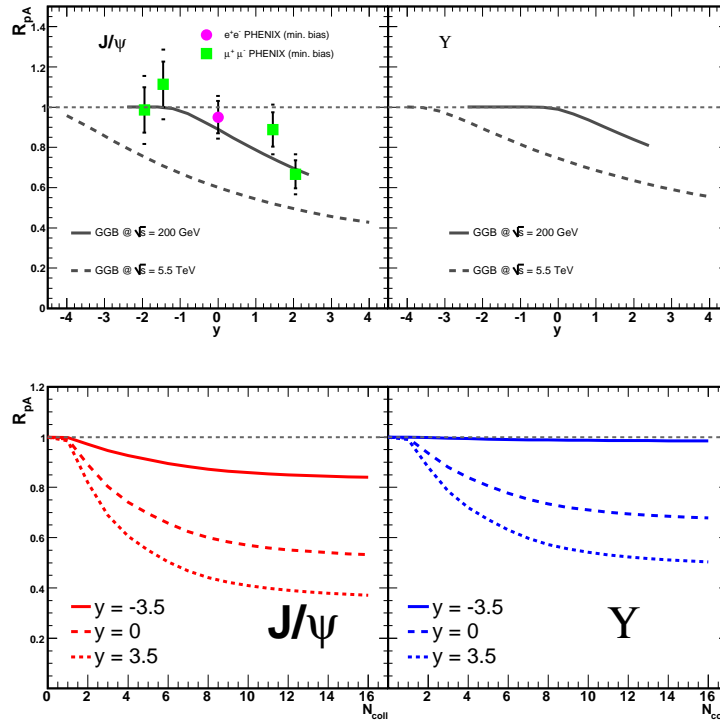 R_pA
J/ψ
e⁺e⁻ PHENIX (min. bias)
μ⁺ μ⁻ PHENIX (min. bias)
ϒ
1.4
1.2
1
0.8
0.6
0.4
0.2
0
GGB @ √s = 200 GeV
GGB @ √s = 5.5 TeV
GGB @ √s = 200 GeV
GGB @ √s = 5.5 TeV
-4 -3 -2 -1 0 1 2 3 4
-4 -3 -2 -1 0 1 2 3 4
y
y
R_pA
1.2
1
0.8
0.6
0.4
0.2
y = -3.5
y = 0
y = 3.5
J/ψ
y = -3.5
y = 0
y = 3.5
ϒ
0 2 4 6 8 10 12 14 16
2 4 6 8 10 12 14 16
N_coll
N_col